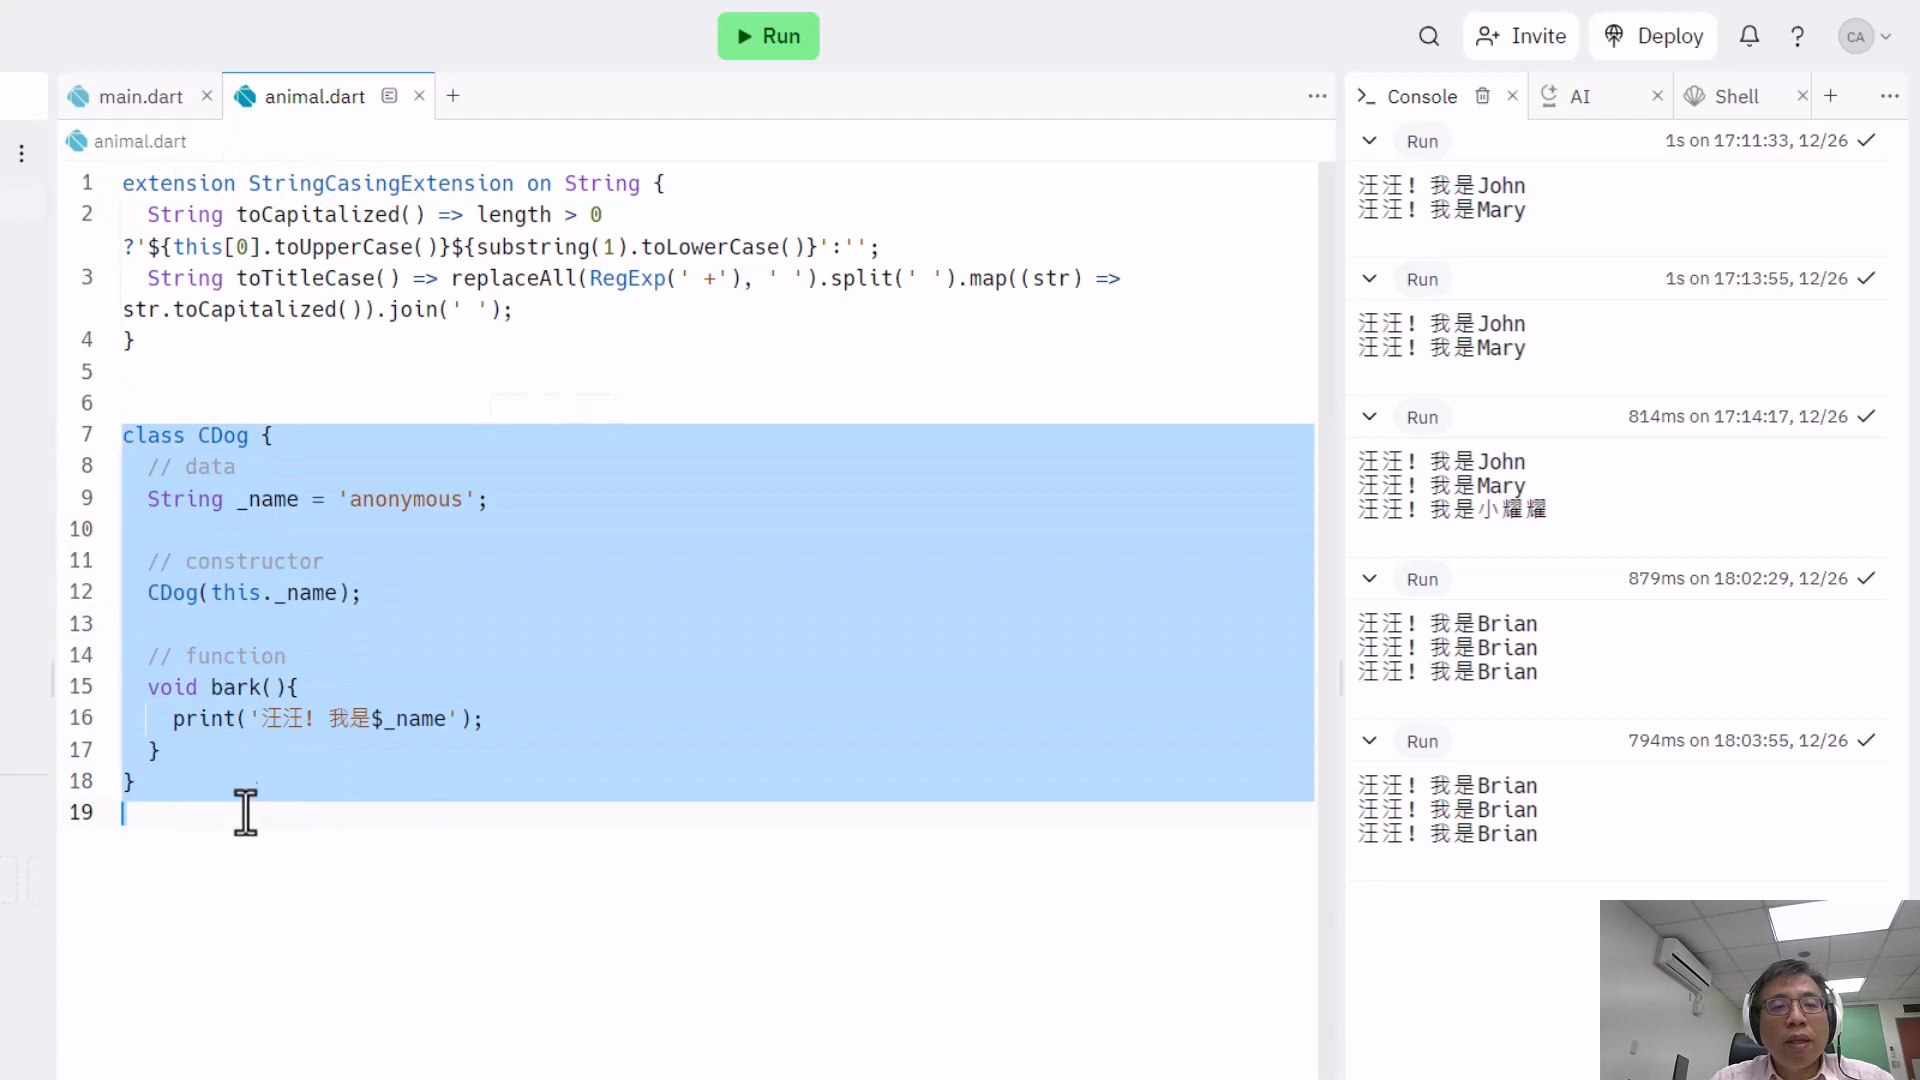 Run
Invite
Deploy
CA
main.dart
animal.dart
Console
AI
Shell
animal.dart
1 extension StringCasingExtension on String {
2 String toCapitalized() => length > 0
?'${this[0].toUpperCase()}${substring(1).toLowerCase()}':'';
3 String toTitleCase() => replaceAll(RegExp(' +'), ' ').split(' ').map((str) =>
str.toCapitalized()).join(' ');
4 }
5
6
7 class CDog {
8 // data
9 String _name = 'anonymous';
10
11 // constructor
12 CDog(this._name);
13
14 // function
15 void bark(){
16 print('汪汪! 我是$_name');
17 }
18 }
19
Run 1s on 17:11:33, 12/26
汪汪! 我是John
汪汪! 我是Mary
Run 1s on 17:13:55, 12/26
汪汪! 我是John
汪汪! 我是Mary
Run 814ms on 17:14:17, 12/26
汪汪! 我是John
汪汪! 我是Mary
汪汪! 我是小耀耀
Run 879ms on 18:02:29, 12/26
汪汪! 我是Brian
汪汪! 我是Brian
汪汪! 我是Brian
Run 794ms on 18:03:55, 12/26
汪汪! 我是Brian
汪汪! 我是Brian
汪汪! 我是Brian